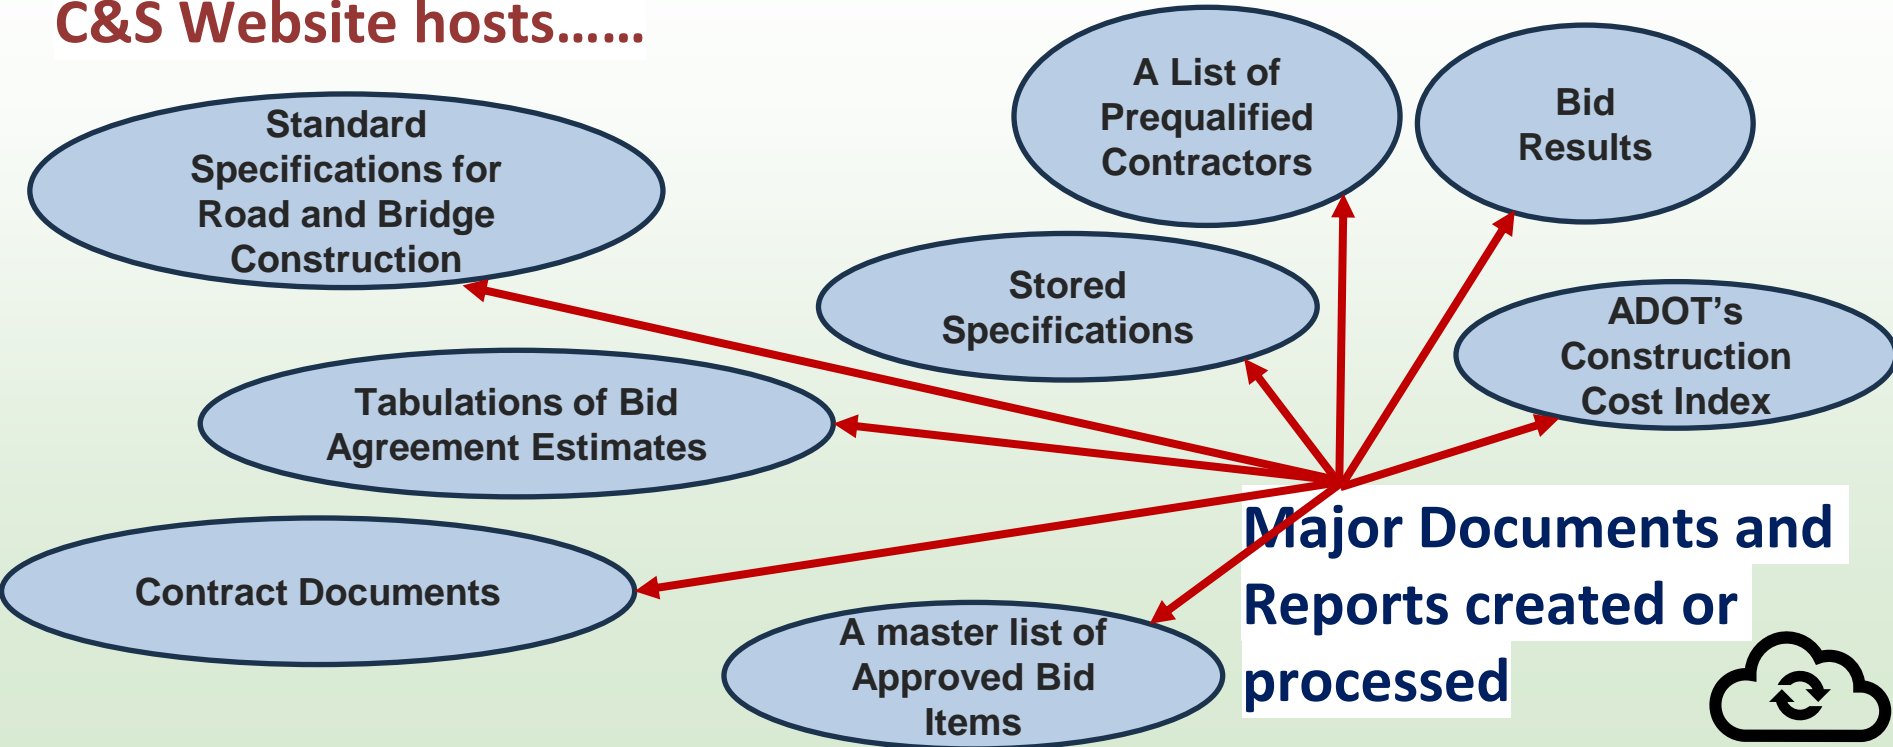 C&S Website hosts……
A List of
Prequalified
Contractors
Bid
Results
Standard
Specifications for
Road and Bridge
Construction
Stored
Specifications
ADOT’s
Construction
Cost Index
Tabulations of Bid
Agreement Estimates
Contract Documents
A master list of
Approved Bid
Items
Major Documents and
Reports created or
processed